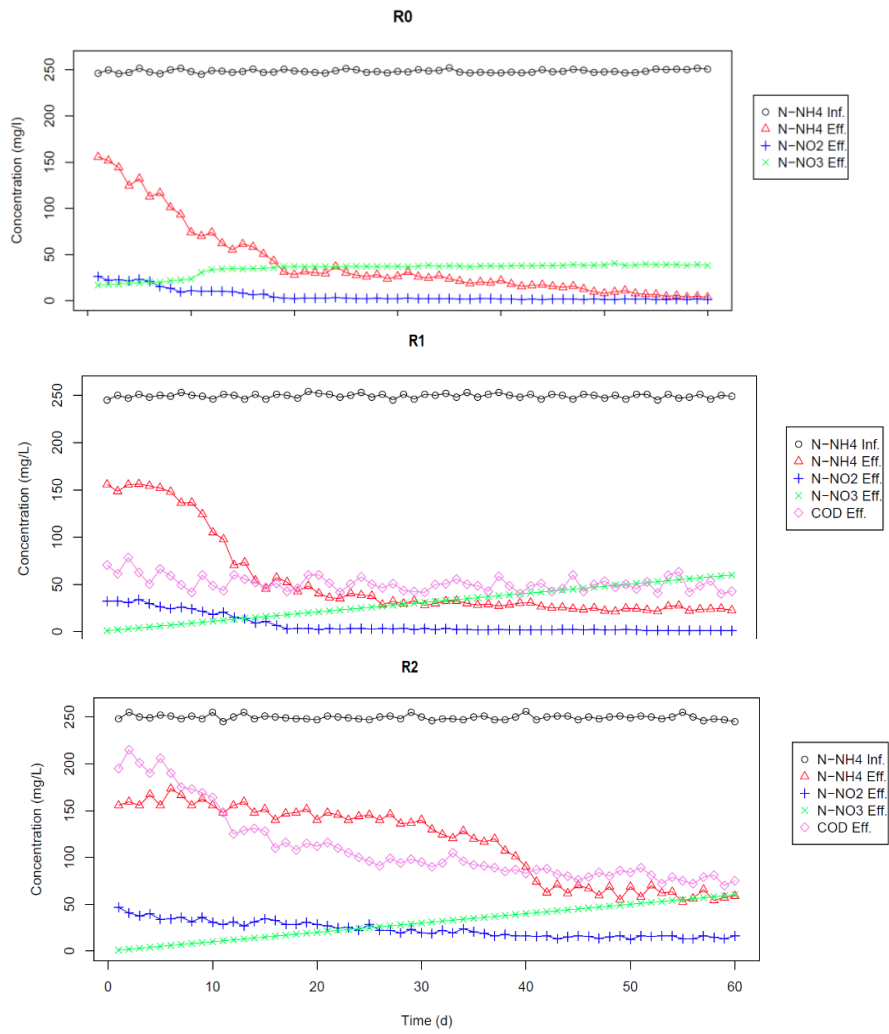 R0
Concentration (mg/l)
250
200
150
100
50
0
N−NH4 Inf.
N−NH4 Eff.
N−NO2 Eff.
N−NO3 Eff.
R1
Concentration (mg/L)
250
200
150
100
50
0
N−NH4 Inf.
N−NH4 Eff.
N−NO2 Eff.
N−NO3 Eff.
COD Eff.
R2
Concentration (mg/L)
250
200
150
100
50
0
N−NH4 Inf.
N−NH4 Eff.
N−NO2 Eff.
N−NO3 Eff.
COD Eff.
0 10 20 30 40 50 60
Time (d)